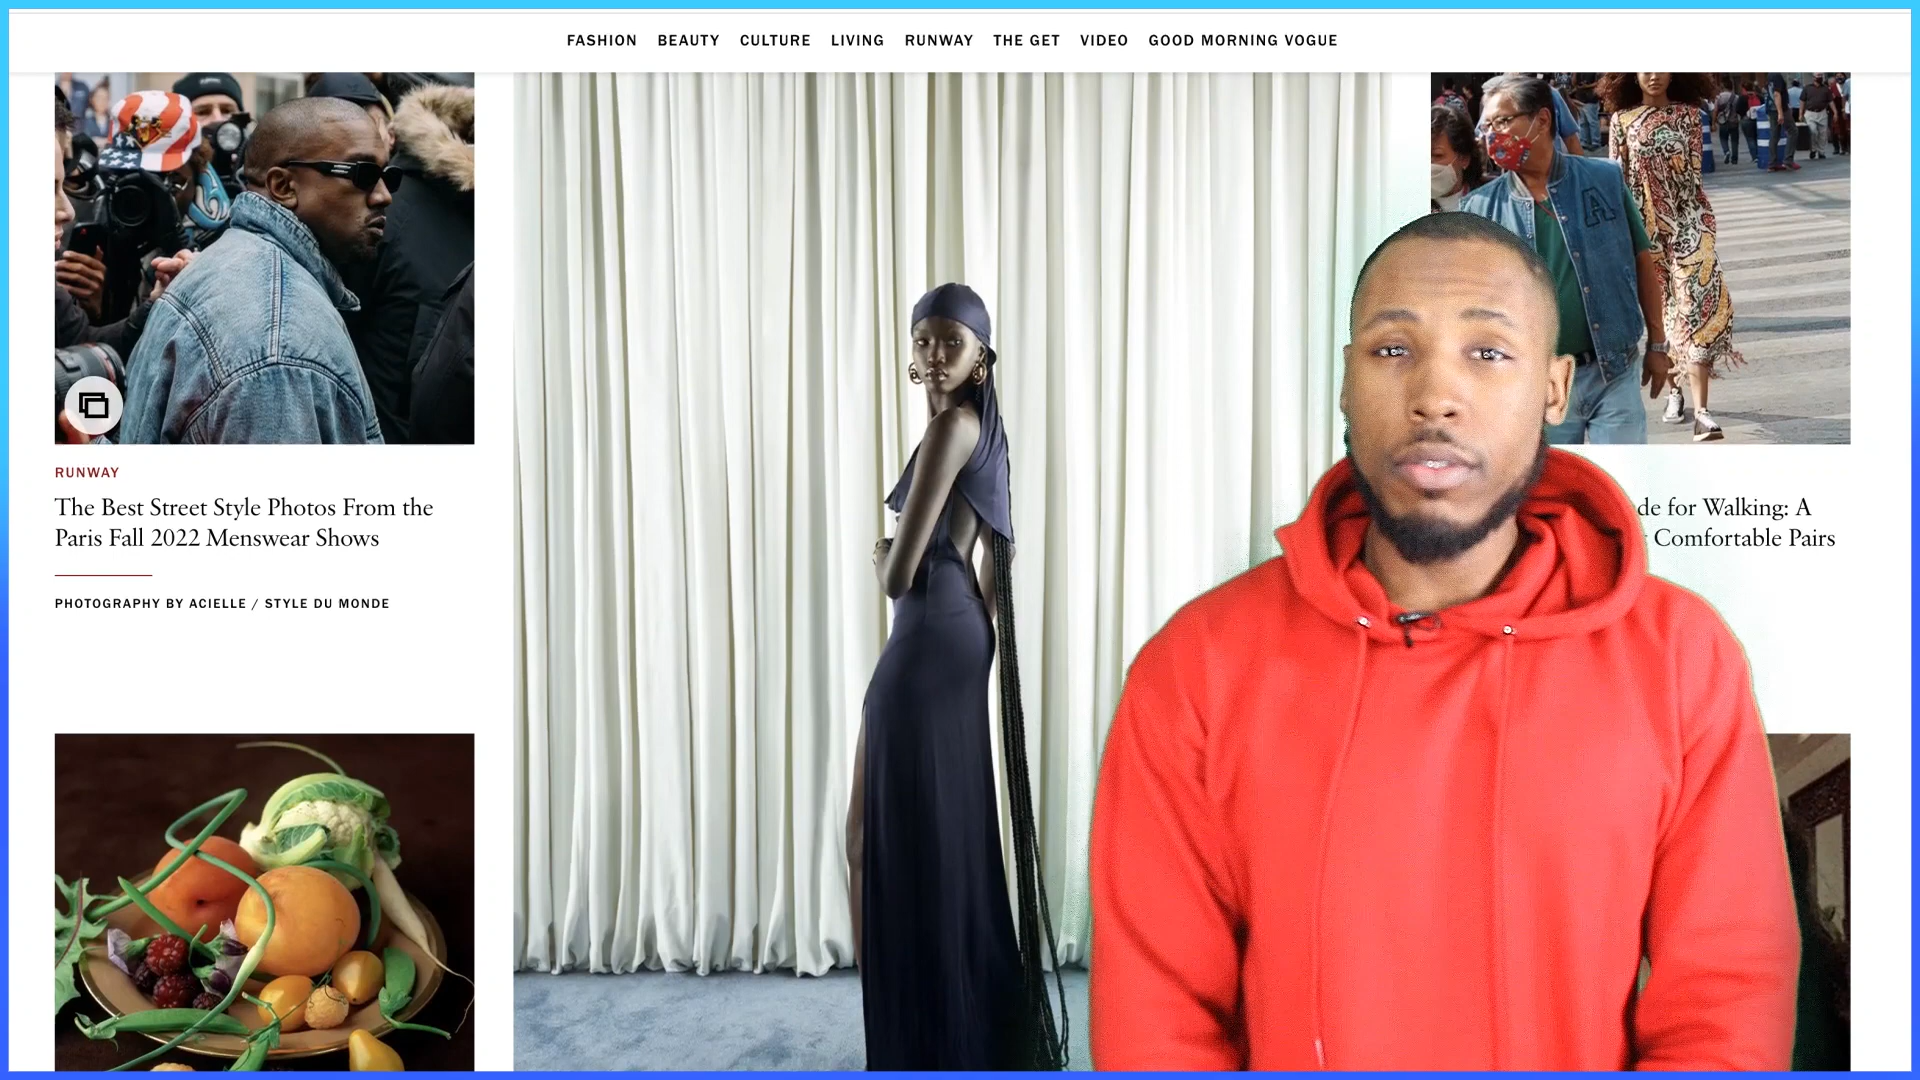 FASHION BEAUTY CULTURE LIVING RUNWAY THE GET VIDEO GOOD MORNING VOGUE
RUNWAY
The Best Street Style Photos From the
Paris Fall 2022 Menswear Shows
PHOTOGRAPHY BY ACIELLE / STYLE DU MONDE
A
de for Walking: A
Comfortable Pairs